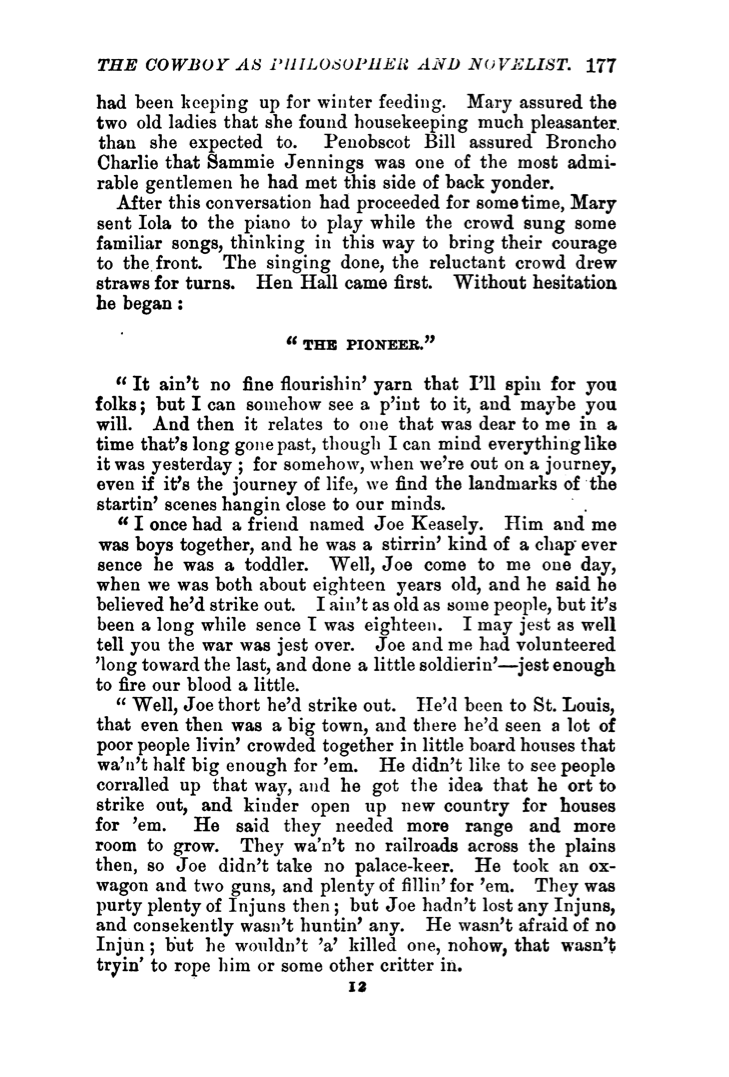 THE COWBOY AS PHILOSOPHER AND NOVELIST. 177
had been keeping up for winter feeding. Mary assured the
two old ladies that she found housekeeping much pleasanter
than she expected to. Penobscot Bill assured Broncho
Charlie that Sammie Jennings was one of the most admi-
rable gentlemen he had met this side of back yonder.
After this conversation had proceeded for some time, Mary
sent Iola to the piano to play while the crowd sung some
familiar songs, thinking in this way to bring their courage
to the front. The singing done, the reluctant crowd drew
straws for turns. Hen Hall came first. Without hesitation
he began:
“THE PIONEER.”
“It ain’t no fine flourishin’ yarn that I’ll spin for you
folks; but I can somehow see a p’int to it, and maybe you
will. And then it relates to one that was dear to me in a
time that’s long gone past, though I can mind everything like
it was yesterday; for somehow, when we’re out on a journey,
even if it’s the journey of life, we find the landmarks of the
startin’ scenes hangin close to our minds.
“I once had a friend named Joe Keasely. Him and me
was boys together, and he was a stirrin’ kind of a chap ever
sence he was a toddler. Well, Joe come to me one day,
when we was both about eighteen years old, and he said he
believed he’d strike out. I ain’t as old as some people, but it’s
been a long while sence I was eighteen. I may jest as well
tell you the war was jest over. Joe and me had volunteered
’long toward the last, and done a little soldierin’—jest enough
to fire our blood a little.
“Well, Joe thort he’d strike out. He’d been to St. Louis,
that even then was a big town, and there he’d seen a lot of
poor people livin’ crowded together in little board houses that
wa’n’t half big enough for ’em. He didn’t like to see people
corralled up that way, and he got the idea that he ort to
strike out, and kinder open up new country for houses
for ’em. He said they needed more range and more
room to grow. They wa’n’t no railroads across the plains
then, so Joe didn’t take no palace-keer. He took an ox-
wagon and two guns, and plenty of fillin’ for ’em. They was
purty plenty of Injuns then; but Joe hadn’t lost any Injuns,
and consekently wasn’t huntin’ any. He wasn’t afraid of no
Injun; but he wouldn’t ’a’ killed one, nohow, that wasn’t
tryin’ to rope him or some other critter in.
12